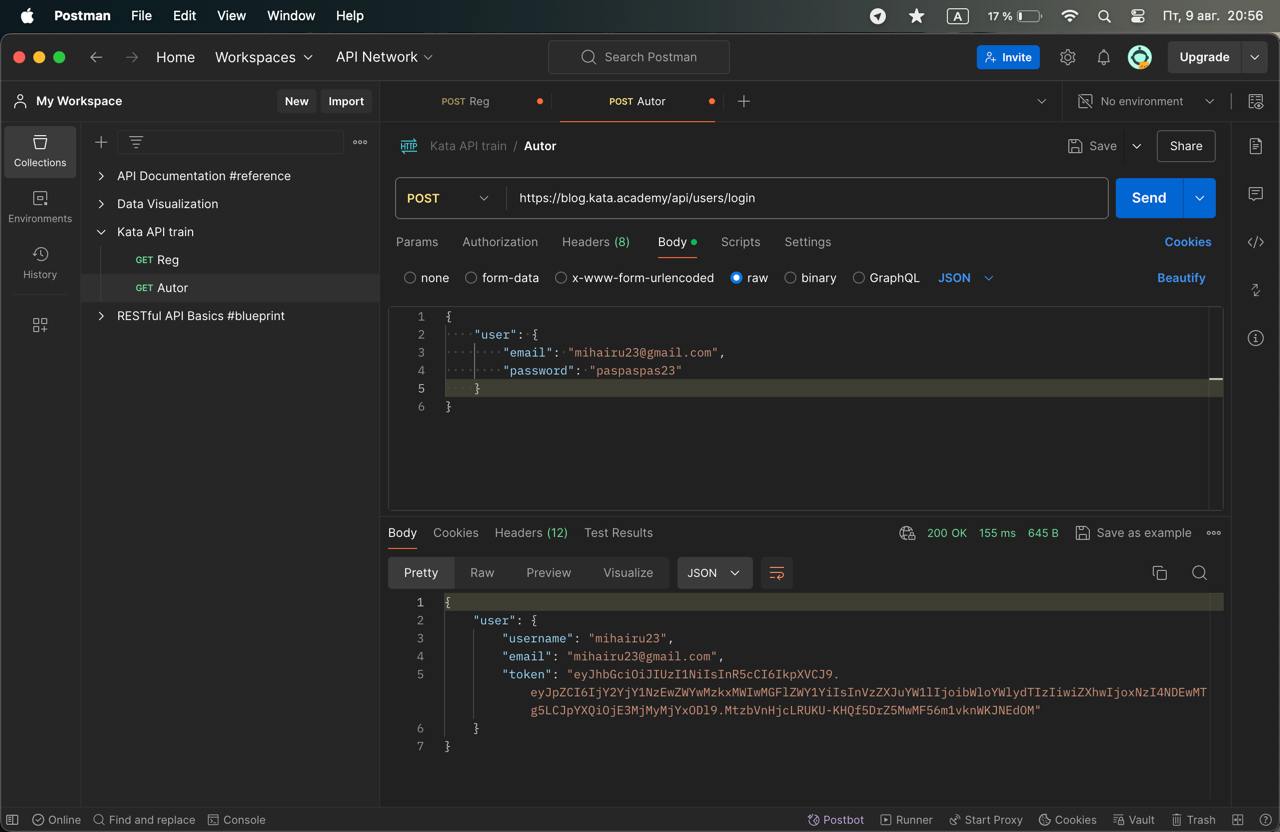 Postman File Edit View Window Help A 17 % Пт, 9 авг. 20:56
Home Workspaces API Network Search Postman Invite Upgrade
My Workspace New Import
POST Reg POST Autor No environment
Collections
Environments
History
API Documentation #reference
Data Visualization
Kata API train
GET Reg
GET Autor
RESTful API Basics #blueprint
HTTP Kata API train / Autor Save Share
POST https://blog.kata.academy/api/users/login Send
Params Authorization Headers (8) Body Scripts Settings Cookies
none form-data x-www-form-urlencoded raw binary GraphQL JSON Beautify
1 {
2 "user": {
3 "email": "mihairu23@gmail.com",
4 "password": "paspaspas23"
5 }
6 }
Body Cookies Headers (12) Test Results 200 OK 155 ms 645 B Save as example
Pretty Raw Preview Visualize JSON
1 {
2 "user": {
3 "username": "mihairu23",
4 "email": "mihairu23@gmail.com",
5 "token": "eyJhbGciOiJIUzI1NiIsInR5cCI6IkpXVCJ9.
eyJpZCI6IjY2YjY1NzEwZWYwMzkxMWIwMGFlZWY1YiIsInVzZXJuYW1lIjoibWloYWlydTIzIiwiZXhwIjoxNzI4NDEwMT
g5LCJpYXQiOjE3MjMyMjYxODl9.MtzbVnHjcLRUKU-KHQf5DrZ5MwMF56m1vknWKJNEdOM"
6 }
7 }
Online Find and replace Console Postbot Runner Start Proxy Cookies Vault Trash